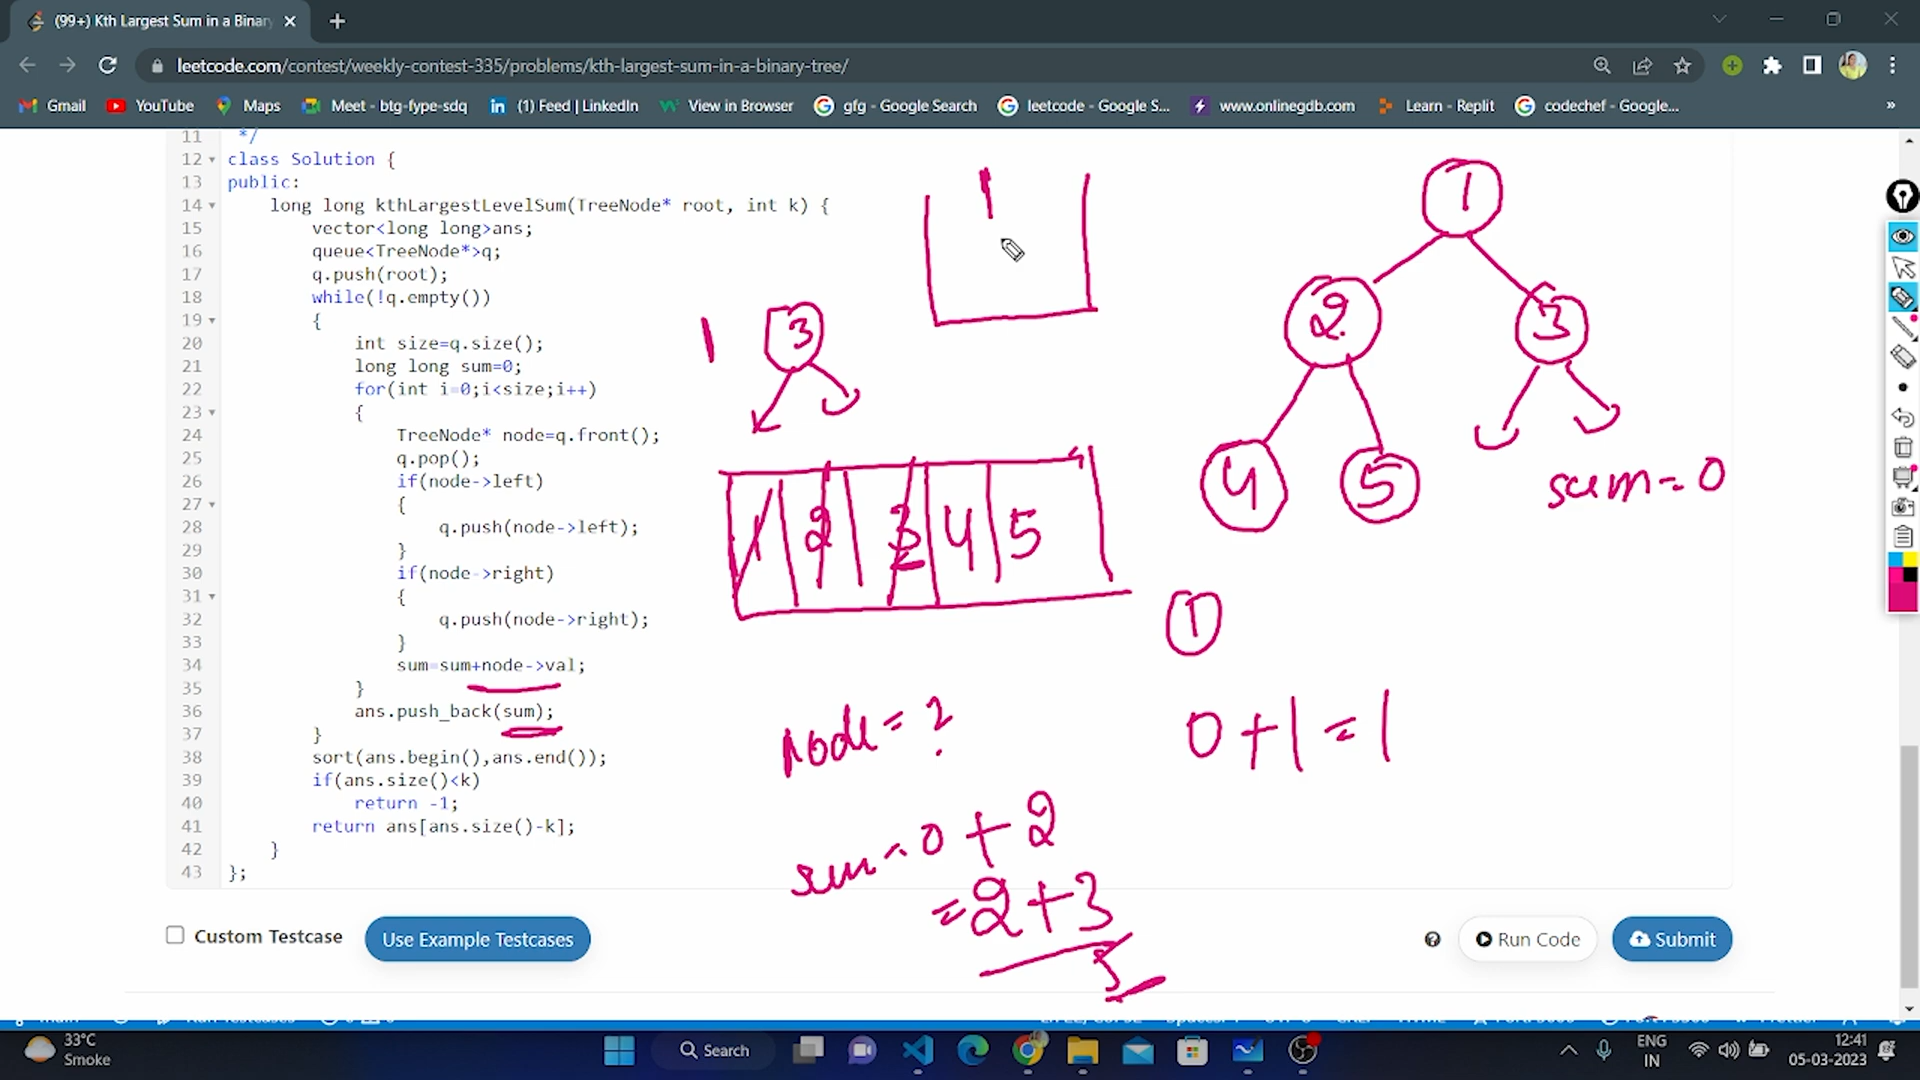 (99+) Kth Largest Sum in a Binary
leetcode.com/contest/weekly-contest-335/problems/kth-largest-sum-in-a-binary-tree/
Gmail YouTube Maps Meet - btg-fype-sdq (1) Feed | LinkedIn View in Browser gfg - Google Search leetcode - Google S... www.onlinegdb.com Learn - Replit codechef - Google... »
11 */
12 class Solution {
13 public:
14 long long kthLargestLevelSum(TreeNode* root, int k) {
15 vector<long long>ans;
16 queue<TreeNode*>q;
17 q.push(root);
18 while(!q.empty())
19 {
20 int size=q.size();
21 long long sum=0;
22 for(int i=0;i<size;i++)
23 {
24 TreeNode* node=q.front();
25 q.pop();
26 if(node->left)
27 {
28 q.push(node->left);
29 }
30 if(node->right)
31 {
32 q.push(node->right);
33 }
34 sum=sum+node->val;
35 }
36 ans.push_back(sum);
37 }
38 sort(ans.begin(),ans.end());
39 if(ans.size()<k)
40 return -1;
41 return ans[ans.size()-k];
42 }
43 };
1
1 3
1
2 3
4 5
sum=0
1 2 3 4 5
1
node = ?
0+1=1
sum=0+2
=2+3
5
Custom Testcase Use Example Testcases Run Code Submit
33°C
Smoke
Search
ENG
IN
12:41
05-03-2023